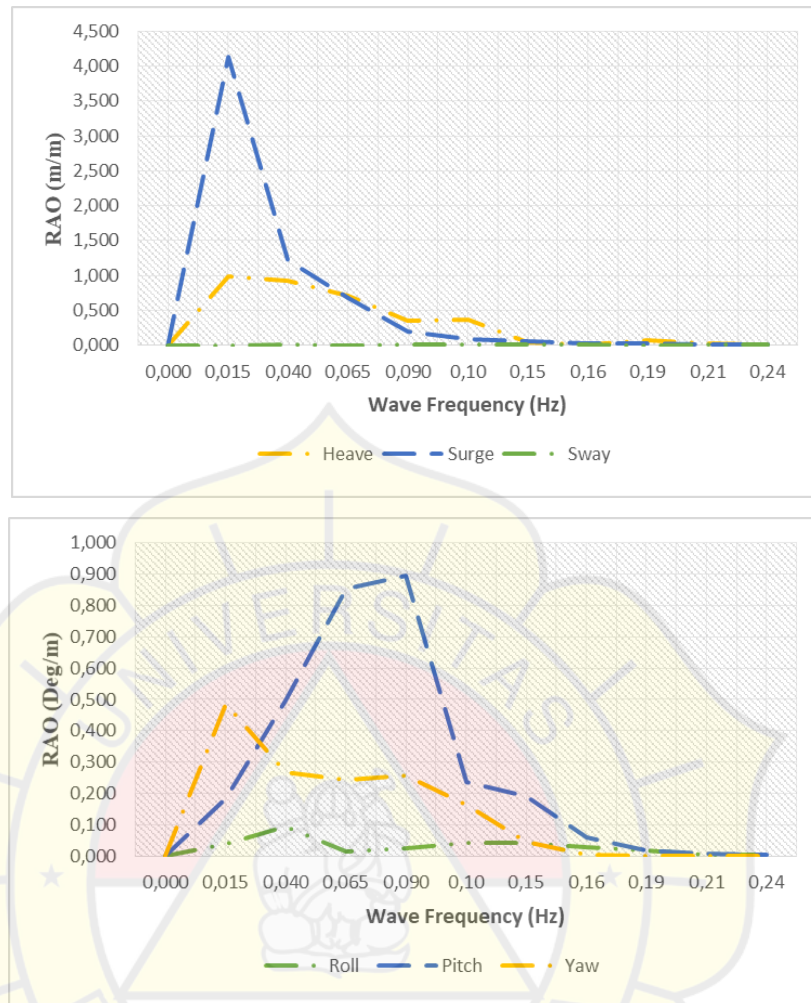 4,500
4,000
3,500
3,000
2,500
2,000
1,500
1,000
0,500
0,000
RAO (m/m)
0,000 0,015 0,040 0,065 0,090 0,10 0,15 0,16 0,19 0,21 0,24
Wave Frequency (Hz)
Heave Surge Sway
1,000
0,900
0,800
0,700
0,600
0,500
0,400
0,300
0,200
0,100
0,000
RAO (Deg/m)
UNIVERSITAS
0,000 0,015 0,040 0,065 0,090 0,10 0,15 0,16 0,19 0,21 0,24
Wave Frequency (Hz)
Roll Pitch Yaw